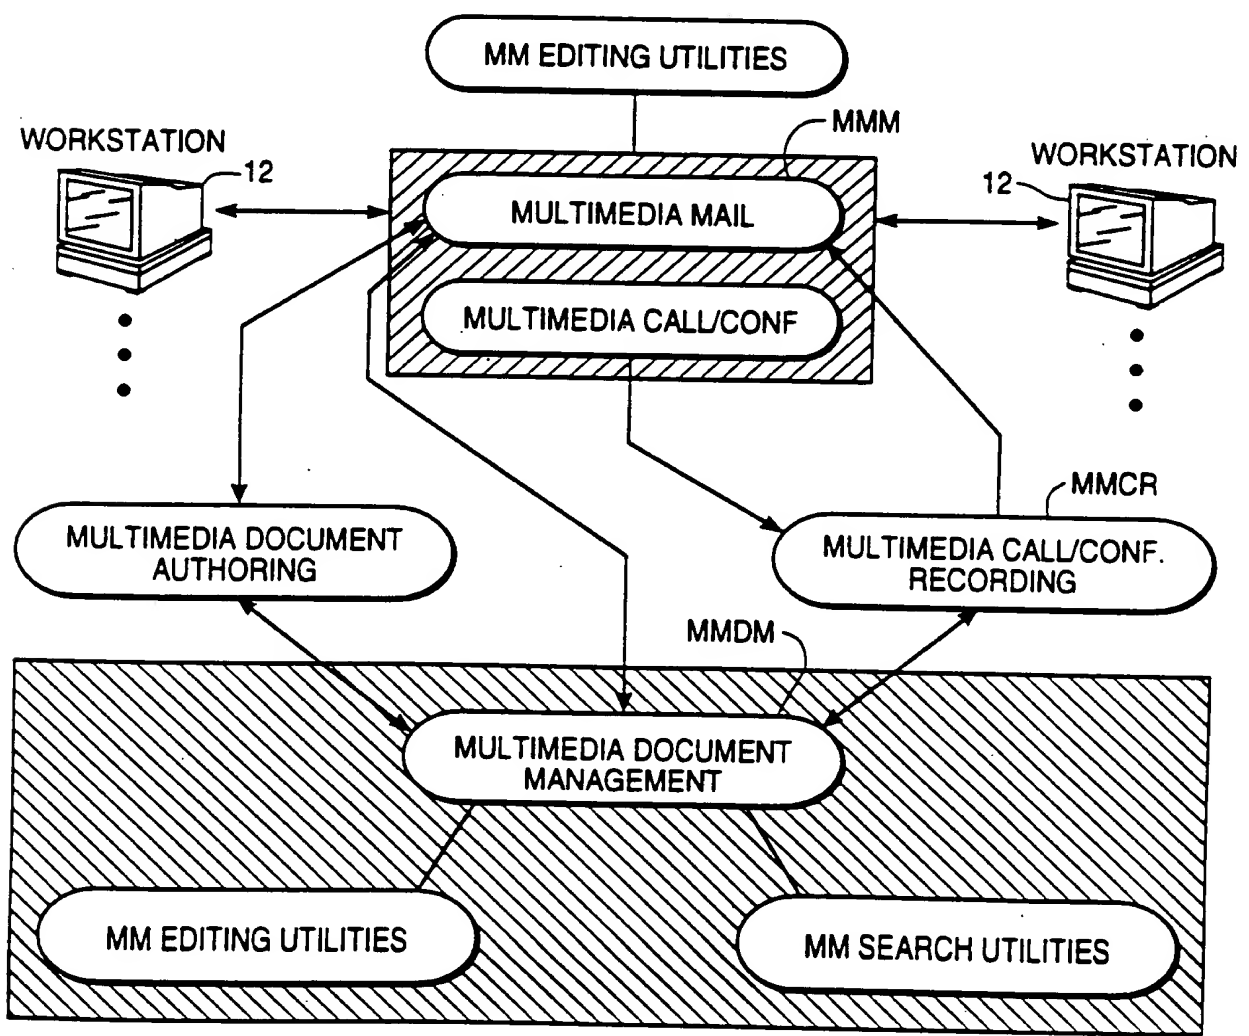 MM EDITING UTILITIES
MMM
WORKSTATION
12
WORKSTATION
12
MULTIMEDIA MAIL
MULTIMEDIA CALL/CONF
MMCR
MULTIMEDIA DOCUMENT
AUTHORING
MULTIMEDIA CALL/CONF.
RECORDING
MMDM
MULTIMEDIA DOCUMENT
MANAGEMENT
MM EDITING UTILITIES
MM SEARCH UTILITIES